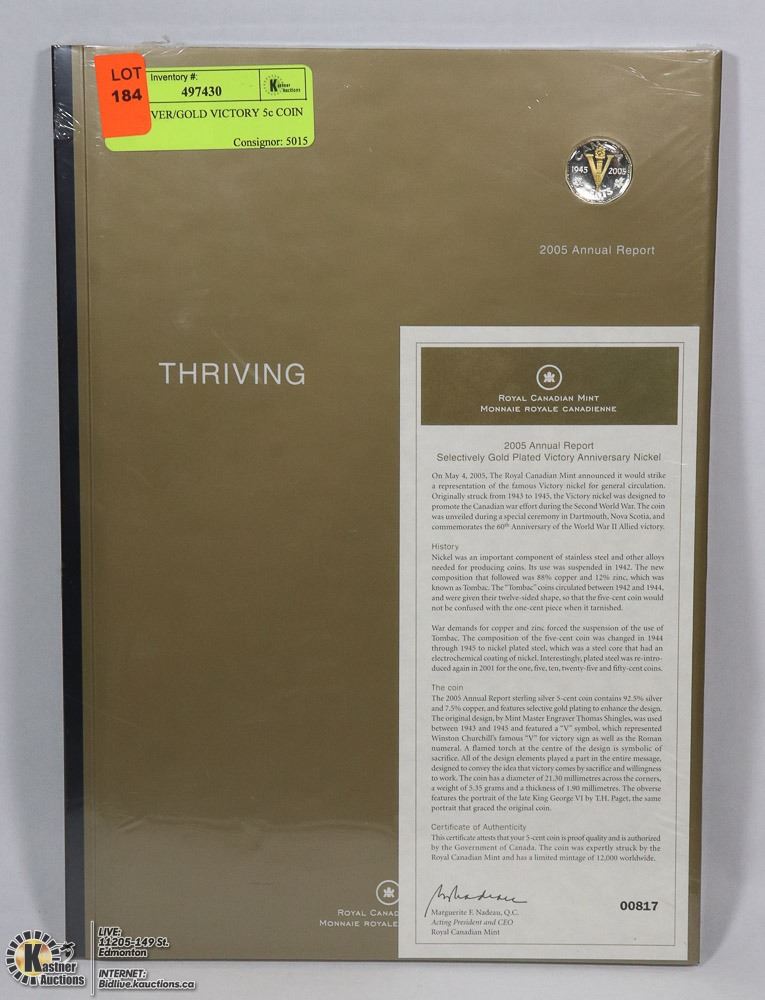 LOT
184
Inventory #:
497430
Kastner
Auctions
VER/GOLD VICTORY 5c COIN
Consignor: 5015
CANADA
1945 2005
V
CENTS
2005 Annual Report
THRIVING
ROYAL CANADIAN MINT
MONNAIE ROYALE CANADIENNE
2005 Annual Report
Selectively Gold Plated Victory Anniversary Nickel
On May 4, 2005, The Royal Canadian Mint announced it would strike
a representation of the famous Victory nickel for general circulation.
Originally struck from 1943 to 1945, the Victory nickel was designed to
promote the Canadian war effort during the Second World War. The coin
was unveiled during a special ceremony in Dartmouth, Nova Scotia, and
commemorates the 60th Anniversary of the World War II Allied victory.
History
Nickel was an important component of stainless steel and other alloys
needed for producing coins. Its use was suspended in 1942. The new
composition that followed was 88% copper and 12% zinc, which was
known as Tombac. The "Tombac" coins circulated between 1942 and 1944,
and were given their twelve-sided shape, so that the five-cent coin would
not be confused with the one-cent piece when it tarnished.
War demands for copper and zinc forced the suspension of the use of
Tombac. The composition of the five-cent coin was changed in 1944
through 1945 to nickel plated steel, which was a steel core that had an
electrochemical coating of nickel. Interestingly, plated steel was re-intro-
duced again in 2001 for the one, five, ten, twenty-five and fifty-cent coins.
The coin
The 2005 Annual Report sterling silver 5-cent coin contains 92.5% silver
and 7.5% copper, and features selective gold plating to enhance the design.
The original design, by Mint Master Engraver Thomas Shingles, was used
between 1943 and 1945 and featured a "V" symbol, which represented
Winston Churchill's famous "V" for victory sign as well as the Roman
numeral. A flamed torch at the centre of the design is symbolic of
sacrifice. All of the design elements played a part in the entire message,
designed to convey the idea that victory comes by sacrifice and willingness
to work. The coin has a diameter of 21.30 millimetres across the corners,
a weight of 5.35 grams and a thickness of 1.90 millimetres. The obverse
features the portrait of the late King George VI by T.H. Paget, the same
portrait that graced the original coin.
Certificate of Authenticity
This certificate attests that your 5-cent coin is proof quality and is authorized
by the Government of Canada. The coin was expertly struck by the
Royal Canadian Mint and has a limited mintage of 12,000 worldwide.
Marguerite F. Nadeau, Q.C.
Acting President and CEO
Royal Canadian Mint
00817
ROYAL CANAD
MONNAIE ROYALE
Kastner
Auctions
LIVE:
11205-149 St.
Edmonton
INTERNET:
Bidlive.kauctions.ca